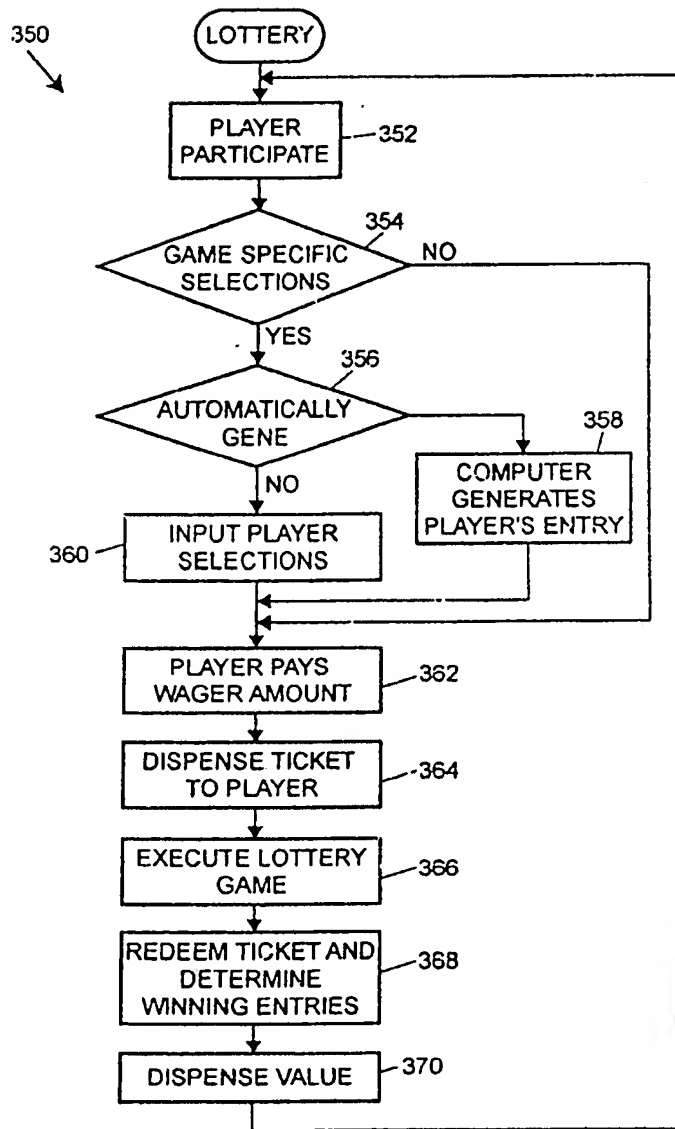 350
LOTTERY
PLAYER
PARTICIPATE
352
354
GAME SPECIFIC
SELECTIONS
NO
YES
356
AUTOMATICALLY
GENE
358
COMPUTER
GENERATES
PLAYER'S ENTRY
NO
360
INPUT PLAYER
SELECTIONS
PLAYER PAYS
WAGER AMOUNT
362
DISPENSE TICKET
TO PLAYER
364
EXECUTE LOTTERY
GAME
366
REDEEM TICKET AND
DETERMINE
WINNING ENTRIES
368
DISPENSE VALUE
370